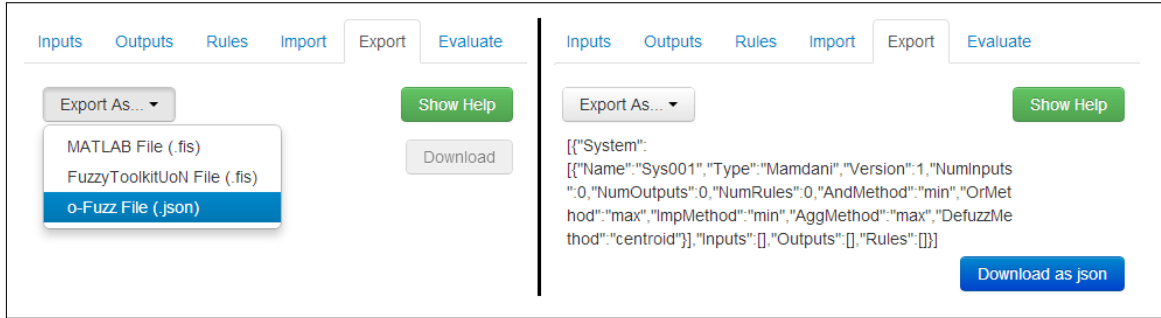 Inputs Outputs Rules Import Export Evaluate
Export As...
Show Help
MATLAB File (.fis)
Download
FuzzyToolkitUoN File (.fis)
o-Fuzz File (.json)
Inputs Outputs Rules Import Export Evaluate
Export As...
Show Help
[{"System":
[{"Name":"Sys001","Type":"Mamdani","Version":1,"NumInputs
":0,"NumOutputs":0,"NumRules":0,"AndMethod":"min","OrMet
hod":"max","ImpMethod":"min","AggMethod":"max","DefuzzMe
thod":"centroid"}],"Inputs":[],"Outputs":[],"Rules":[]}]
Download as json